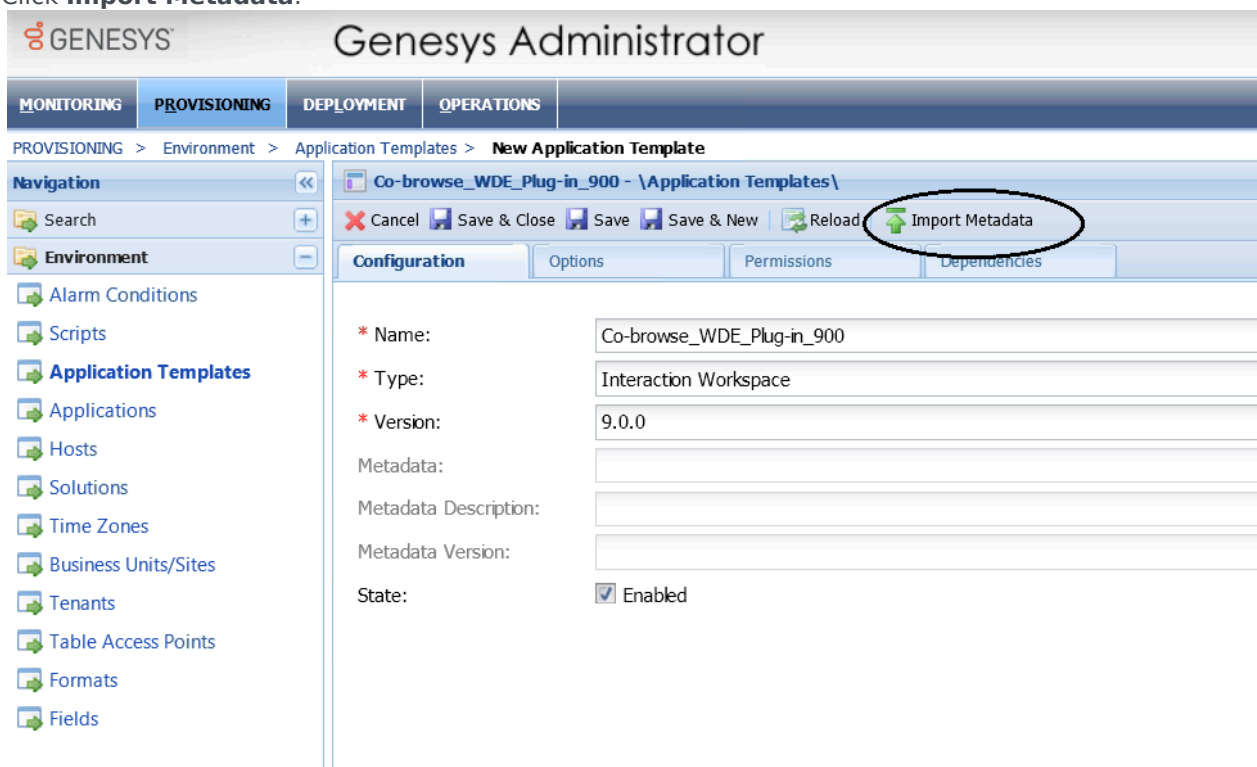 Click Import Metadata.
GENESYS
Genesys Administrator
MONITORING PROVISIONING DEPLOYMENT OPERATIONS
PROVISIONING > Environment > Application Templates > New Application Template
Navigation
Co-browse_WDE_Plug-in_900 - \Application Templates\
Search
Cancel Save & Close Save Save & New Reload Import Metadata
Environment
Configuration Options Permissions Dependencies
Alarm Conditions
Scripts
Application Templates
Applications
Hosts
Solutions
Time Zones
Business Units/Sites
Tenants
Table Access Points
Formats
Fields
* Name: Co-browse_WDE_Plug-in_900
* Type: Interaction Workspace
* Version: 9.0.0
Metadata:
Metadata Description:
Metadata Version:
State: Enabled